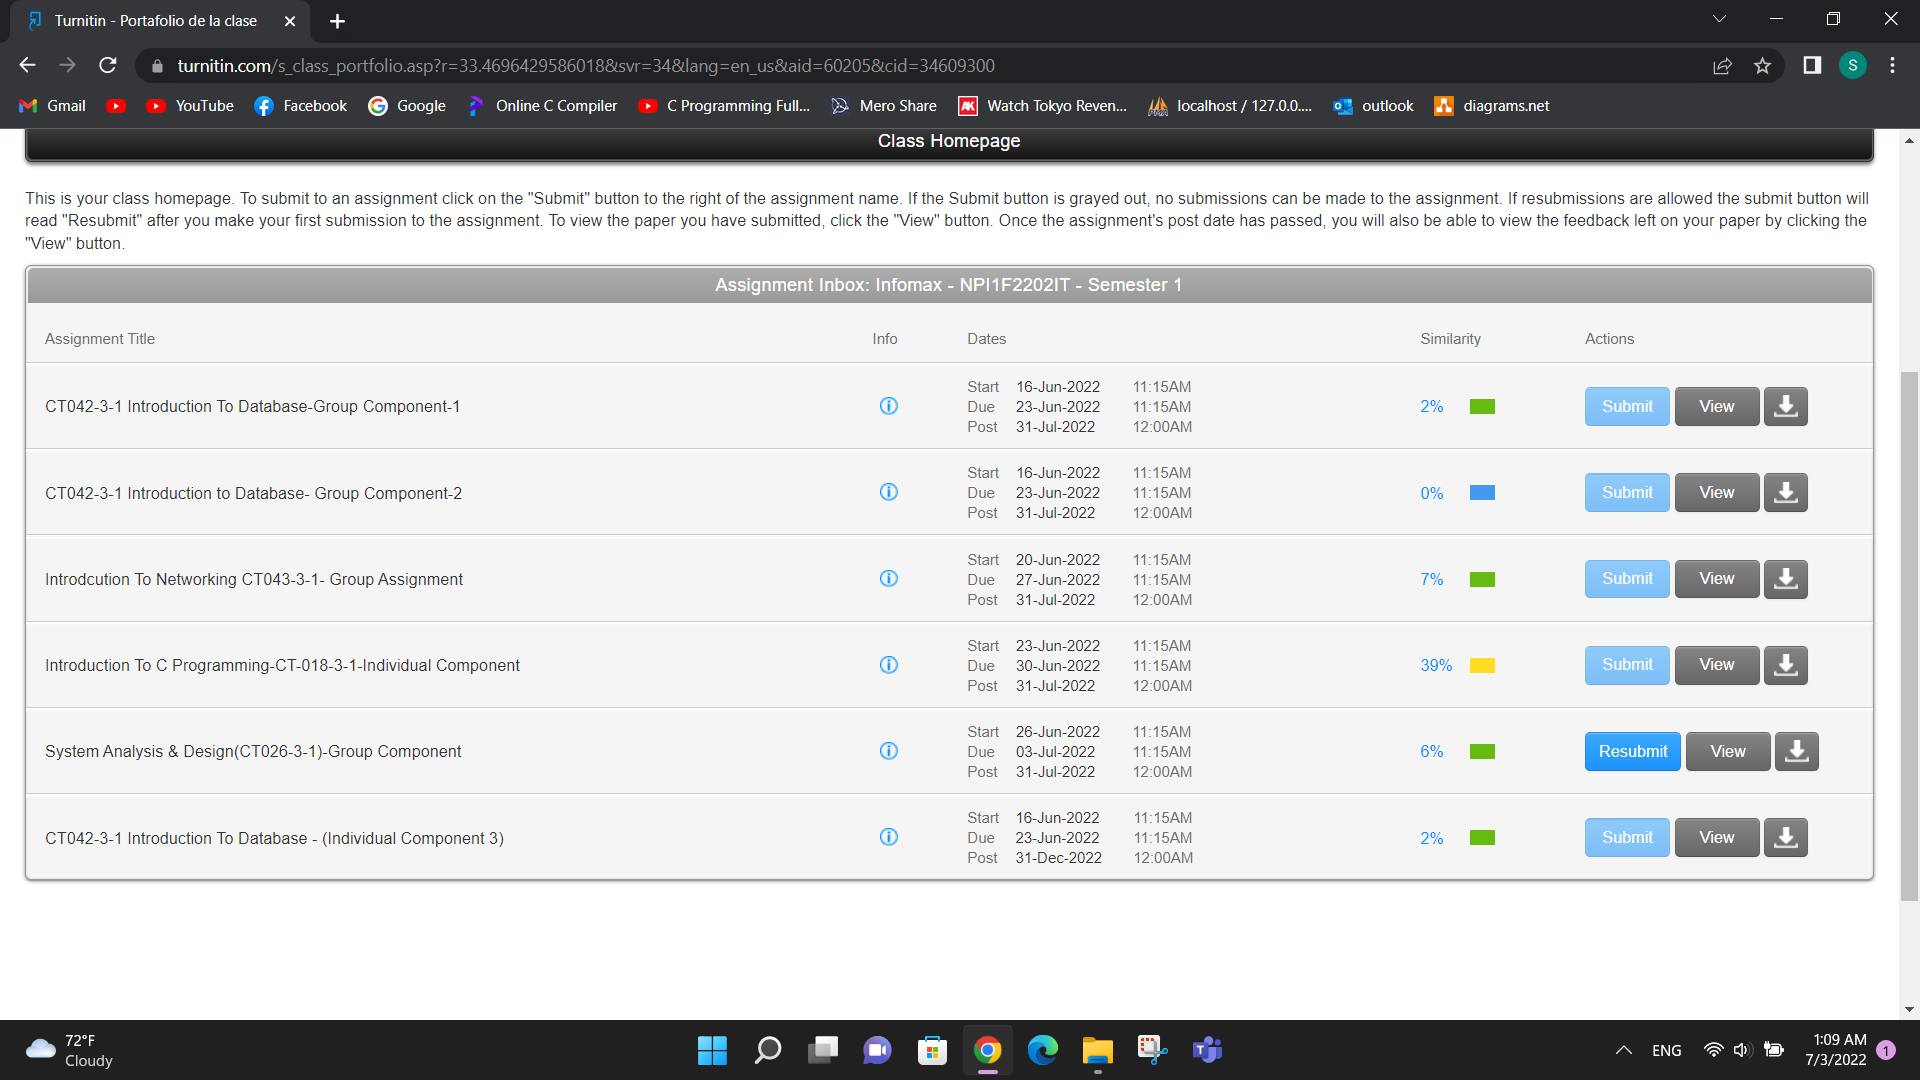 Turnitin - Portafolio de la clase
turnitin.com/s_class_portfolio.asp?r=33.4696429586018&svr=34&lang=en_us&aid=60205&cid=34609300
S
Gmail YouTube Facebook Google Online C Compiler C Programming Full... Mero Share AK Watch Tokyo Reven... localhost / 127.0.0.... outlook diagrams.net
Class Homepage
This is your class homepage. To submit to an assignment click on the "Submit" button to the right of the assignment name. If the Submit button is grayed out, no submissions can be made to the assignment. If resubmissions are allowed the submit button will
read "Resubmit" after you make your first submission to the assignment. To view the paper you have submitted, click the "View" button. Once the assignment's post date has passed, you will also be able to view the feedback left on your paper by clicking the
"View" button.
Assignment Inbox: Infomax - NPI1F2202IT - Semester 1
Assignment Title Info Dates Similarity Actions
Start 16-Jun-2022 11:15AM
CT042-3-1 Introduction To Database-Group Component-1 Due 23-Jun-2022 11:15AM 2% Submit View
Post 31-Jul-2022 12:00AM
Start 16-Jun-2022 11:15AM
CT042-3-1 Introduction to Database- Group Component-2 Due 23-Jun-2022 11:15AM 0% Submit View
Post 31-Jul-2022 12:00AM
Start 20-Jun-2022 11:15AM
Introdcution To Networking CT043-3-1- Group Assignment Due 27-Jun-2022 11:15AM 7% Submit View
Post 31-Jul-2022 12:00AM
Start 23-Jun-2022 11:15AM
Introduction To C Programming-CT-018-3-1-Individual Component Due 30-Jun-2022 11:15AM 39% Submit View
Post 31-Jul-2022 12:00AM
Start 26-Jun-2022 11:15AM
System Analysis & Design(CT026-3-1)-Group Component Due 03-Jul-2022 11:15AM 6% Resubmit View
Post 31-Jul-2022 12:00AM
Start 16-Jun-2022 11:15AM
CT042-3-1 Introduction To Database - (Individual Component 3) Due 23-Jun-2022 11:15AM 2% Submit View
Post 31-Dec-2022 12:00AM
72°F
Cloudy
ENG
1:09 AM
7/3/2022
1